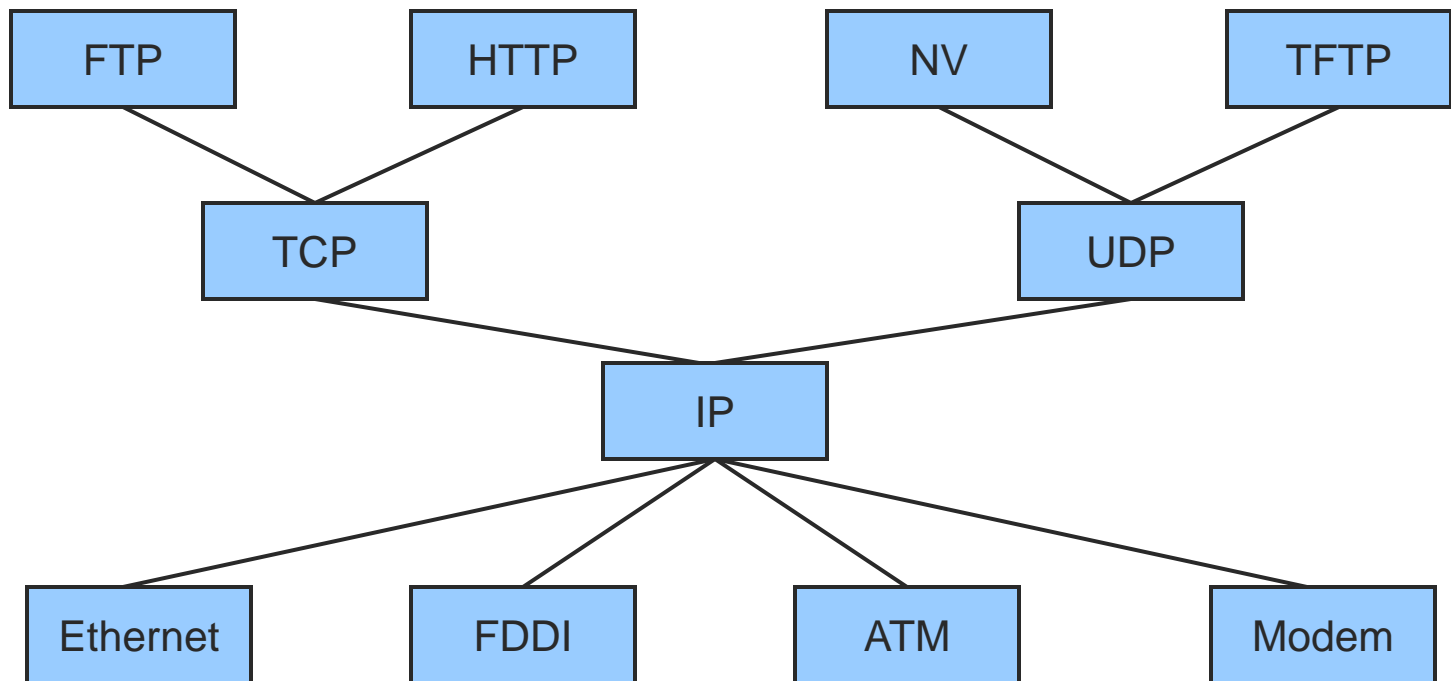 FTP
HTTP
NV
TFTP
TCP
UDP
IP
Ethernet
FDDI
ATM
Modem